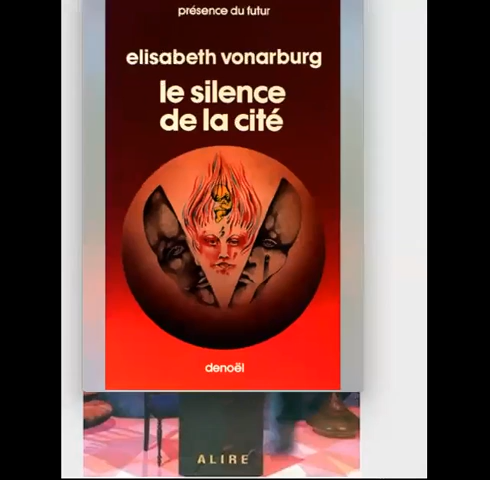 présence du futur
elisabeth vonarburg
le silence
de la cité
denoël
ALIRE